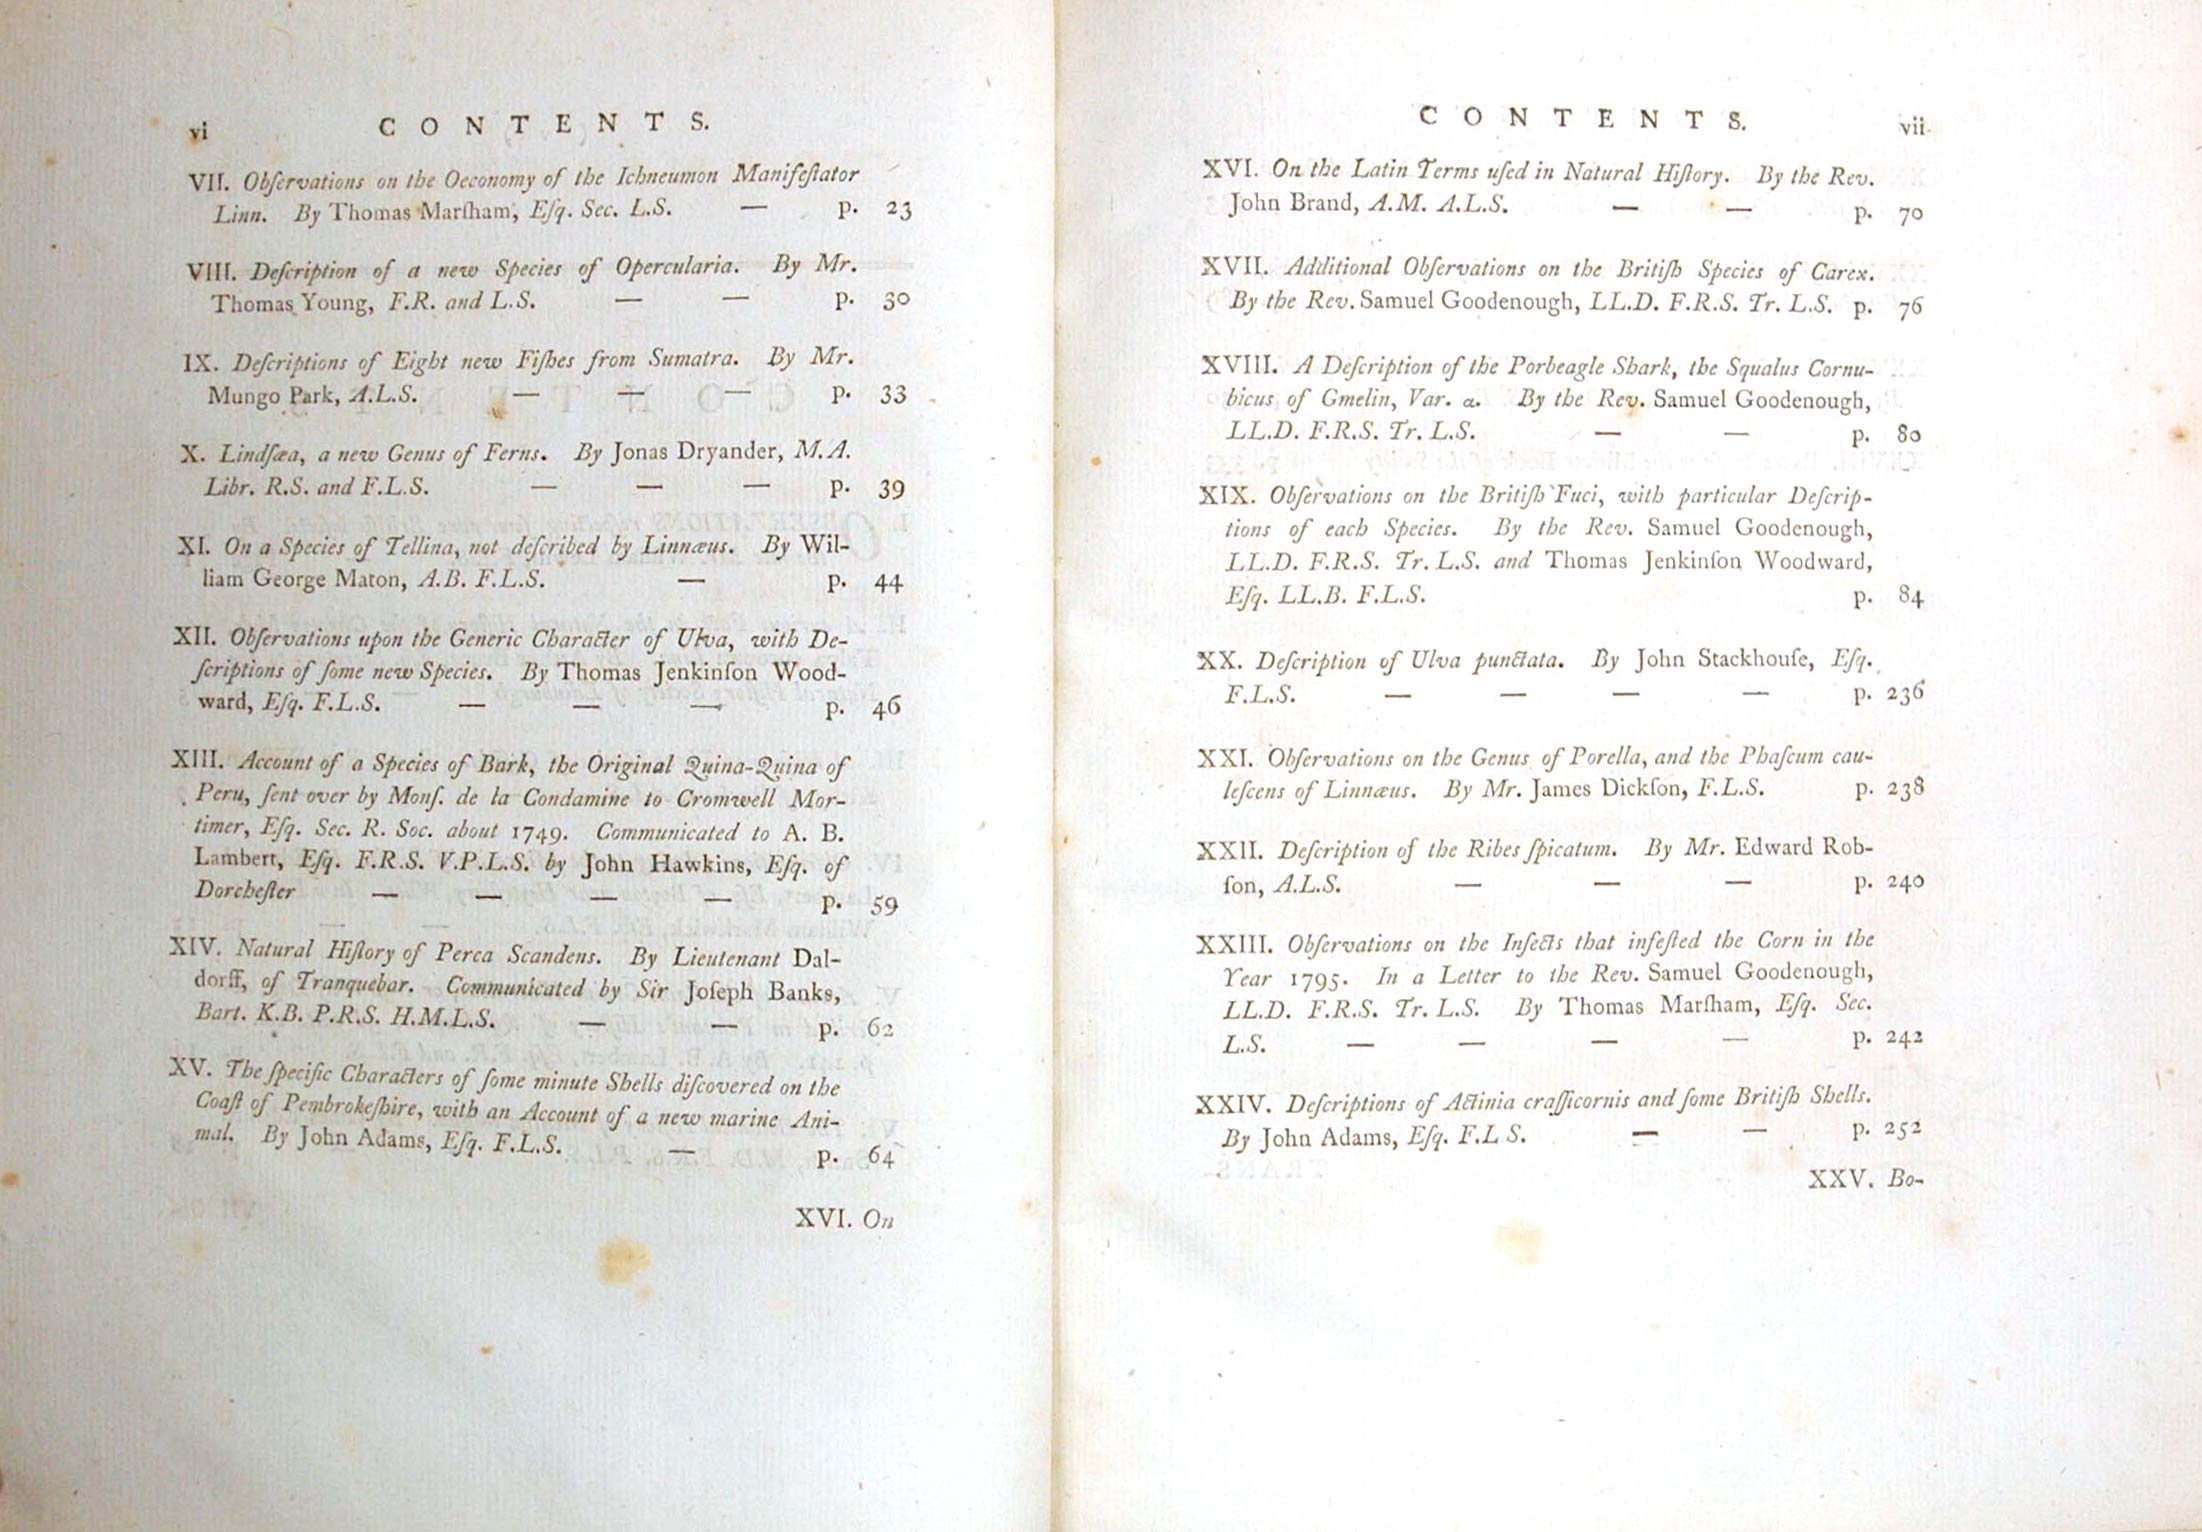 vi
CONTENTS.
VII. Obſervations on the Oeconomy of the Ichneumon Manifeſtator
Linn. By Thomas Marſham, Eſq. Sec. L.S. — p. 23
VIII. Deſcription of a new Species of Opercularia. By Mr.
Thomas Young, F.R. and L.S. — — p. 30
IX. Deſcriptions of Eight new Fiſhes from Sumatra. By Mr.
Mungo Park, A.L.S. — — — p. 33
X. Lindſæa, a new Genus of Ferns. By Jonas Dryander, M.A.
Libr. R.S. and F.L.S. — — — p. 39
XI. On a Species of Tellina, not deſcribed by Linnæus. By Wil-
liam George Maton, A.B. F.L.S. — p. 44
XII. Obſervations upon the Generic Character of Ulva, with De-
ſcriptions of ſome new Species. By Thomas Jenkinſon Wood-
ward, Eſq. F.L.S. — — — p. 46
XIII. Account of a Species of Bark, the Original Quina-Quina of
Peru, ſent over by Monſ. de la Condamine to Cromwell Mor-
timer, Eſq. Sec. R. Soc. about 1749. Communicated to A. B.
Lambert, Eſq. F.R.S. V.P.L.S. by John Hawkins, Eſq. of
Dorcheſter — — — — p. 59
XIV. Natural Hiſtory of Perca Scandens. By Lieutenant Dal-
dorff, of Tranquebar. Communicated by Sir Joſeph Banks,
Bart. K.B. P.R.S. H.M.L.S. — — p. 62
XV. The ſpecific Characters of ſome minute Shells diſcovered on the
Coaſt of Pembrokeſhire, with an Account of a new marine Ani-
mal. By John Adams, Eſq. F.L.S. — p. 64
XVI. On
CONTENTS.
vii
XVI. On the Latin Terms uſed in Natural Hiſtory. By the Rev.
John Brand, A.M. A.L.S. — — p. 70
XVII. Additional Obſervations on the Britiſh Species of Carex.
By the Rev. Samuel Goodenough, LL.D. F.R.S. Tr. L.S. p. 76
XVIII. A Deſcription of the Porbeagle Shark, the Squalus Cornu-
bicus of Gmelin, Var. α. By the Rev. Samuel Goodenough,
LL.D. F.R.S. Tr. L.S. — — p. 80
XIX. Obſervations on the Britiſh Fuci, with particular Deſcrip-
tions of each Species. By the Rev. Samuel Goodenough,
LL.D. F.R.S. Tr. L.S. and Thomas Jenkinſon Woodward,
Eſq. LL.B. F.L.S. p. 84
XX. Deſcription of Ulva punctata. By John Stackhouſe, Eſq.
F.L.S. — — — — p. 236
XXI. Obſervations on the Genus of Porella, and the Phaſcum cau-
leſcens of Linnæus. By Mr. James Dickſon, F.L.S. p. 238
XXII. Deſcription of the Ribes ſpicatum. By Mr. Edward Rob-
ſon, A.L.S. — — — p. 240
XXIII. Obſervations on the Inſects that infeſted the Corn in the
Year 1795. In a Letter to the Rev. Samuel Goodenough,
LL.D. F.R.S. Tr. L.S. By Thomas Marſham, Eſq. Sec.
L.S. — — — — p. 242
XXIV. Deſcriptions of Actinia craſſicornis and ſome Britiſh Shells.
By John Adams, Eſq. F.L S. — — p. 252
XXV. Bo-